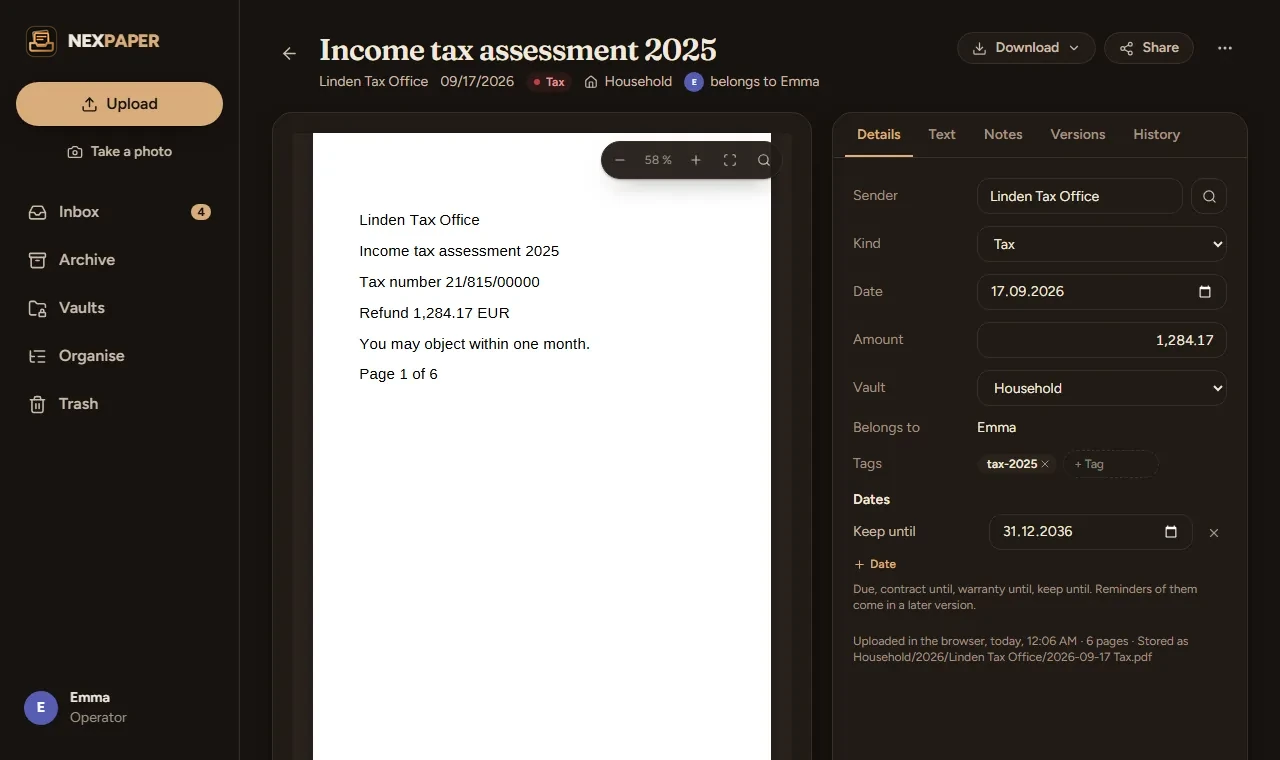 NEXPAPER
Upload
Take a photo
Inbox 4
Archive
Vaults
Organise
Trash
E
Emma
Operator
Income tax assessment 2025
Linden Tax Office 09/17/2026 Tax Household E belongs to Emma
Download Share
58 %
Linden Tax Office
Income tax assessment 2025
Tax number 21/815/00000
Refund 1,284.17 EUR
You may object within one month.
Page 1 of 6
Details Text Notes Versions History
Sender Linden Tax Office
Kind Tax
Date 17.09.2026
Amount 1,284.17
Vault Household
Belongs to Emma
Tags tax-2025 + Tag
Dates
Keep until 31.12.2036
+ Date
Due, contract until, warranty until, keep until. Reminders of them
come in a later version.
Uploaded in the browser, today, 12:06 AM · 6 pages · Stored as
Household/2026/Linden Tax Office/2026-09-17 Tax.pdf